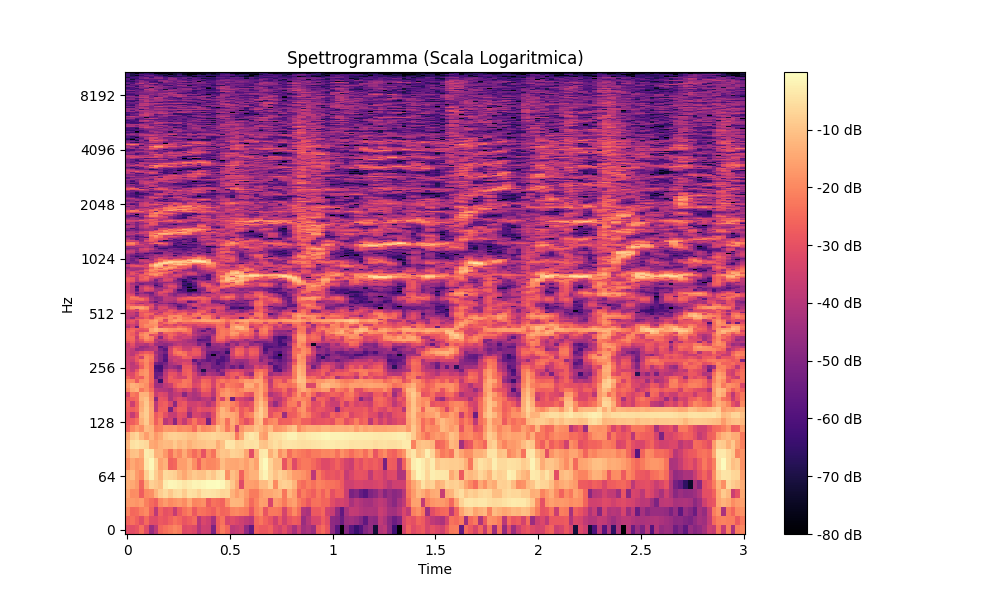 Spettrogramma (Scala Logaritmica)
Hz
8192
4096
2048
1024
512
256
128
64
0
0
0.5
1
1.5
2
2.5
3
Time
-10 dB
-20 dB
-30 dB
-40 dB
-50 dB
-60 dB
-70 dB
-80 dB